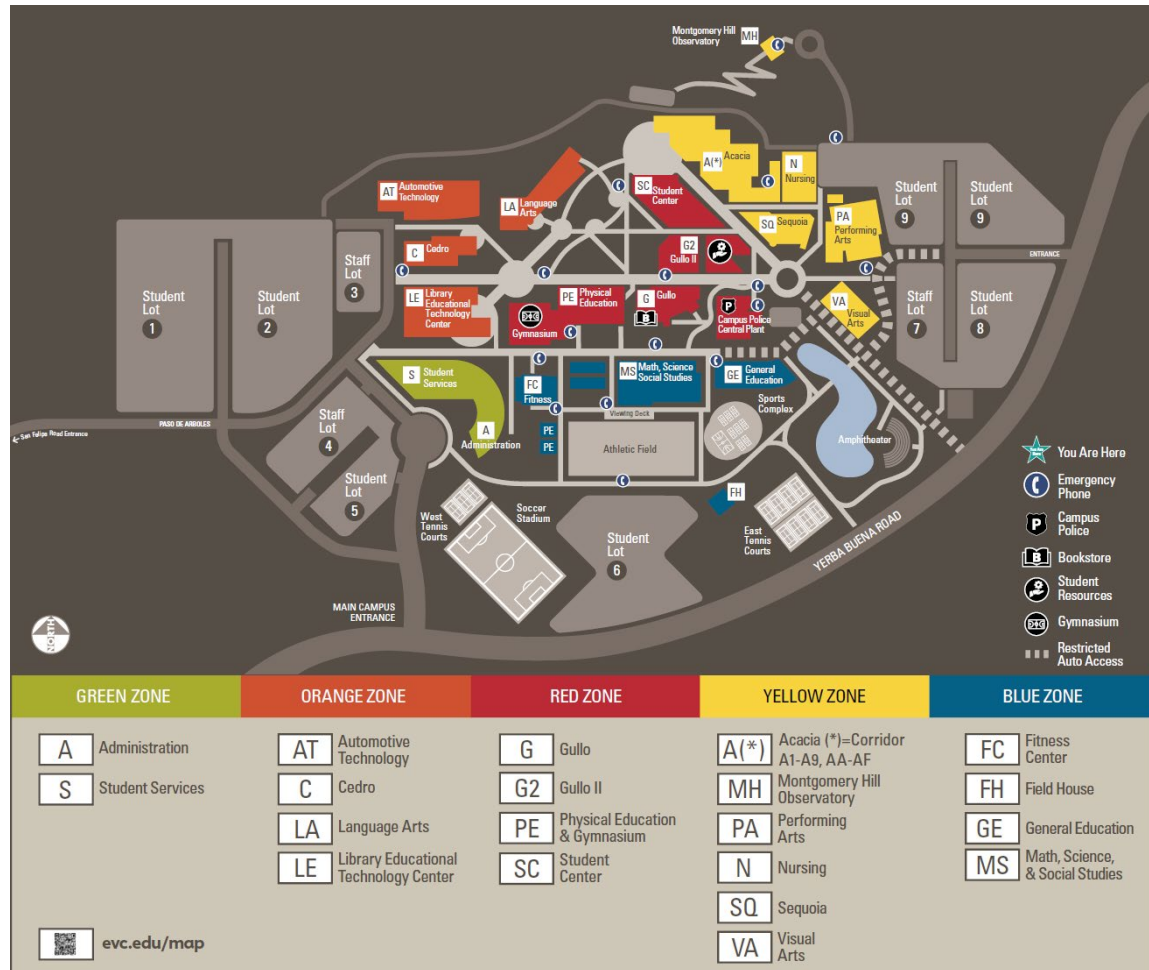 Montgomery Hill
Observatory
MH
A(*)
Acacia
N
Nursing
SC
Student
Center
AT
Automotive
Technology
LA
Language
Arts
Student
Lot
9
Student
Lot
9
PA
Performing
Arts
SQ
Sequoia
C
Cedro
G2
Gullo II
Staff
Lot
3
ENTRANCE
Student
Lot
1
Student
Lot
2
LE
Library
Educational
Technology
Center
PE
Physical
Education
Gymnasium
G
Gullo
B
P
Campus Police
Central Plant
VA
Visual
Arts
Staff
Lot
7
Student
Lot
8
S
Student
Services
FC
Fitness
MS
Math, Science
Social Studies
GE
General
Education
A
Administration
PE
PE
Viewing Deck
Athletic Field
Sports
Complex
Amphitheater
San Felipe Road Entrance
PASO DE ARBOLES
Staff
Lot
4
Student
Lot
5
West
Tennis
Courts
Soccer
Stadium
Student
Lot
6
FH
East
Tennis
Courts
YERBA BUENA ROAD
MAIN CAMPUS
ENTRANCE
NORTH
You Are Here
Emergency
Phone
P
Campus
Police
B
Bookstore
Student
Resources
Gymnasium
Restricted
Auto Access
GREEN ZONE
A
Administration
S
Student Services
evc.edu/map
ORANGE ZONE
AT
Automotive
Technology
C
Cedro
LA
Language Arts
LE
Library Educational
Technology Center
RED ZONE
G
Gullo
G2
Gullo II
PE
Physical Education
& Gymnasium
SC
Student
Center
YELLOW ZONE
A(*)
Acacia (*)=Corridor
A1-A9, AA-AF
MH
Montgomery Hill
Observatory
PA
Performing
Arts
N
Nursing
SQ
Sequoia
VA
Visual
Arts
BLUE ZONE
FC
Fitness
Center
FH
Field House
GE
General Education
MS
Math, Science,
& Social Studies